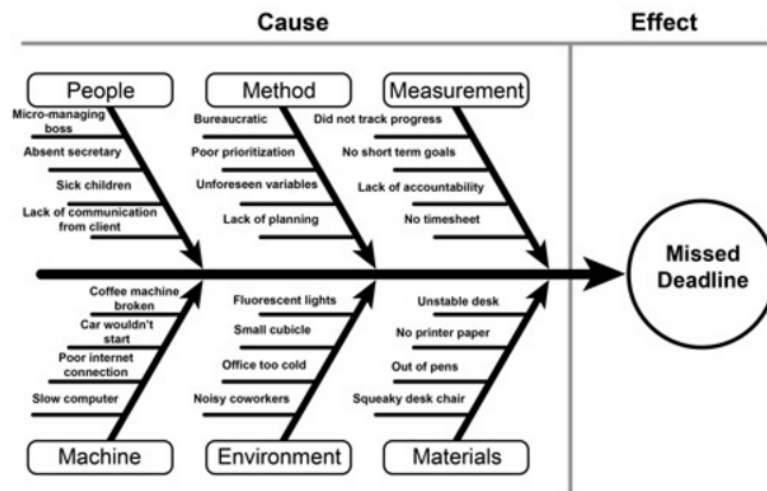 Cause
Effect
People
Method
Measurement
Micro-managing
boss
Absent secretary
Sick children
Lack of communication
from client
Bureaucratic
Poor prioritization
Unforeseen variables
Lack of planning
Did not track progress
No short term goals
Lack of accountability
No timesheet
Missed
Deadline
Coffee machine
broken
Car wouldn't
start
Poor internet
connection
Slow computer
Fluorescent lights
Small cubicle
Office too cold
Noisy coworkers
Unstable desk
No printer paper
Out of pens
Squeaky desk chair
Machine
Environment
Materials